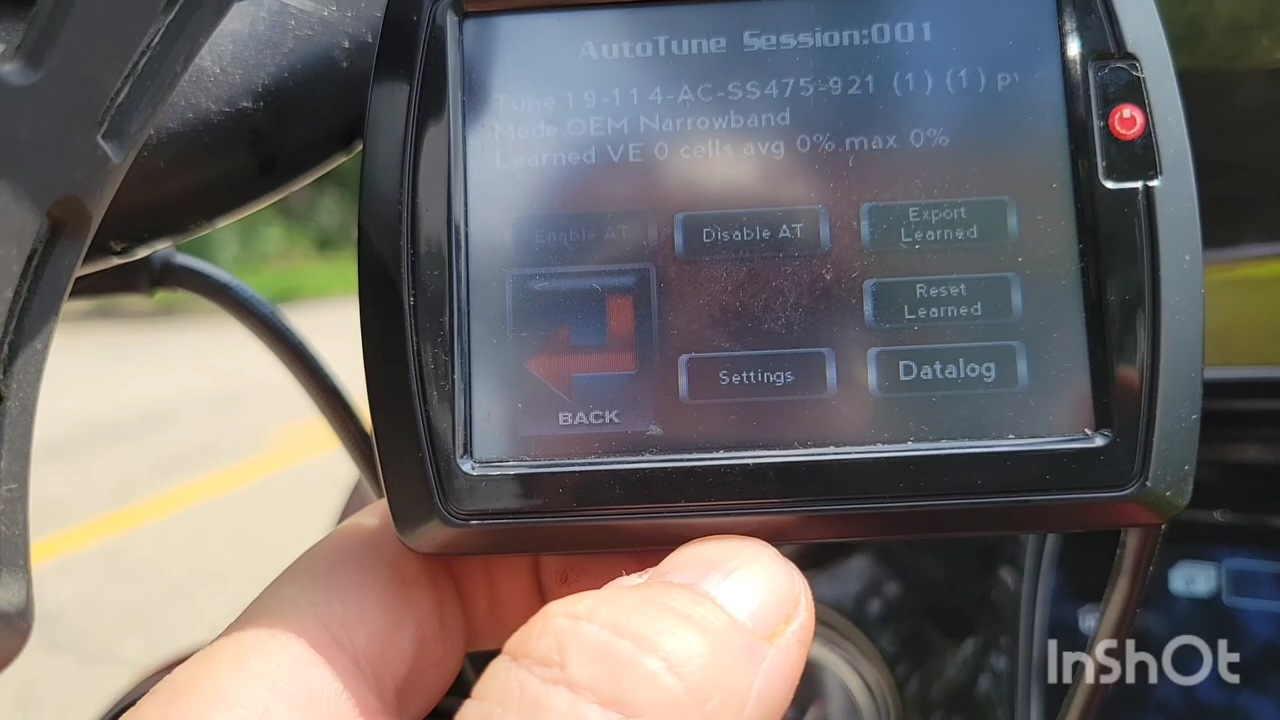 AutoTune Session:001
Tune 19-114-AC-SS475-921 (1) (1) p
Mode OEM Narrowband
Learned VE 0 cells avg 0% max 0%
Enable AT
Disable AT
Export
Learned
Reset
Learned
BACK
Settings
Datalog
InShOt